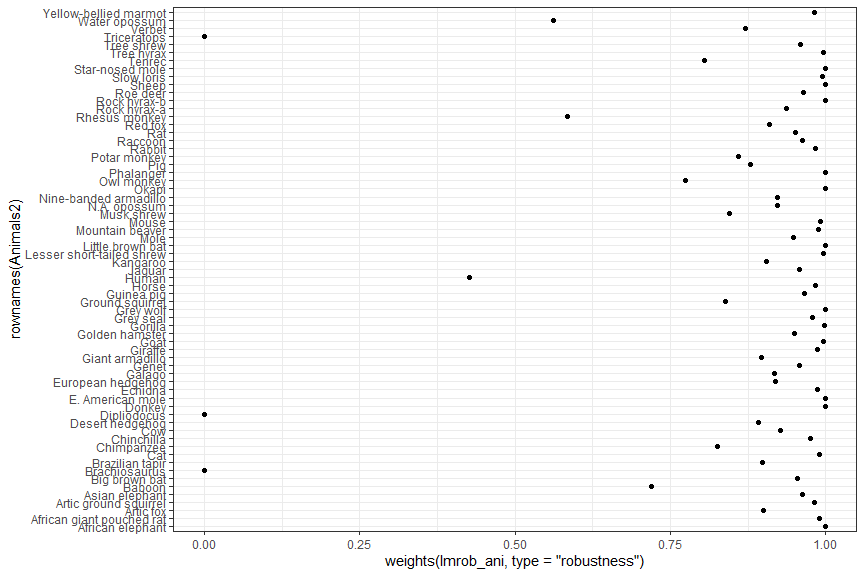 Yellow-bellied marmot
Water opossum
Verbet
Triceratops
Tree shrew
Tree hyrax
Tenrec
Star-nosed mole
Slow loris
Sheep
Roe deer
Rock hyrax-b
Rock hyrax-a
Rhesus monkey
Red fox
Rat
Raccoon
Rabbit
Potar monkey
Pig
Phalanger
Owl monkey
Okapi
Nine-banded armadillo
N.A. opossum
Musk shrew
Mouse
Mountain beaver
Mole
Little brown bat
Lesser short-tailed shrew
Kangaroo
Jaguar
Human
Horse
Guinea pig
Ground squirrel
Grey wolf
Grey seal
Gorilla
Golden hamster
Goat
Giraffe
Giant armadillo
Genet
Galago
European hedgehog
Echidna
E. American mole
Donkey
Dipliodocus
Desert hedgehog
Cow
Chinchilla
Chimpanzee
Cat
Brazilian tapir
Brachiosaurus
Big brown bat
Baboon
Asian elephant
Artic ground squirrel
Artic fox
African giant pouched rat
African elephant
rownames(Animals2)
0.00 0.25 0.50 0.75 1.00
weights(lmrob_ani, type = "robustness")